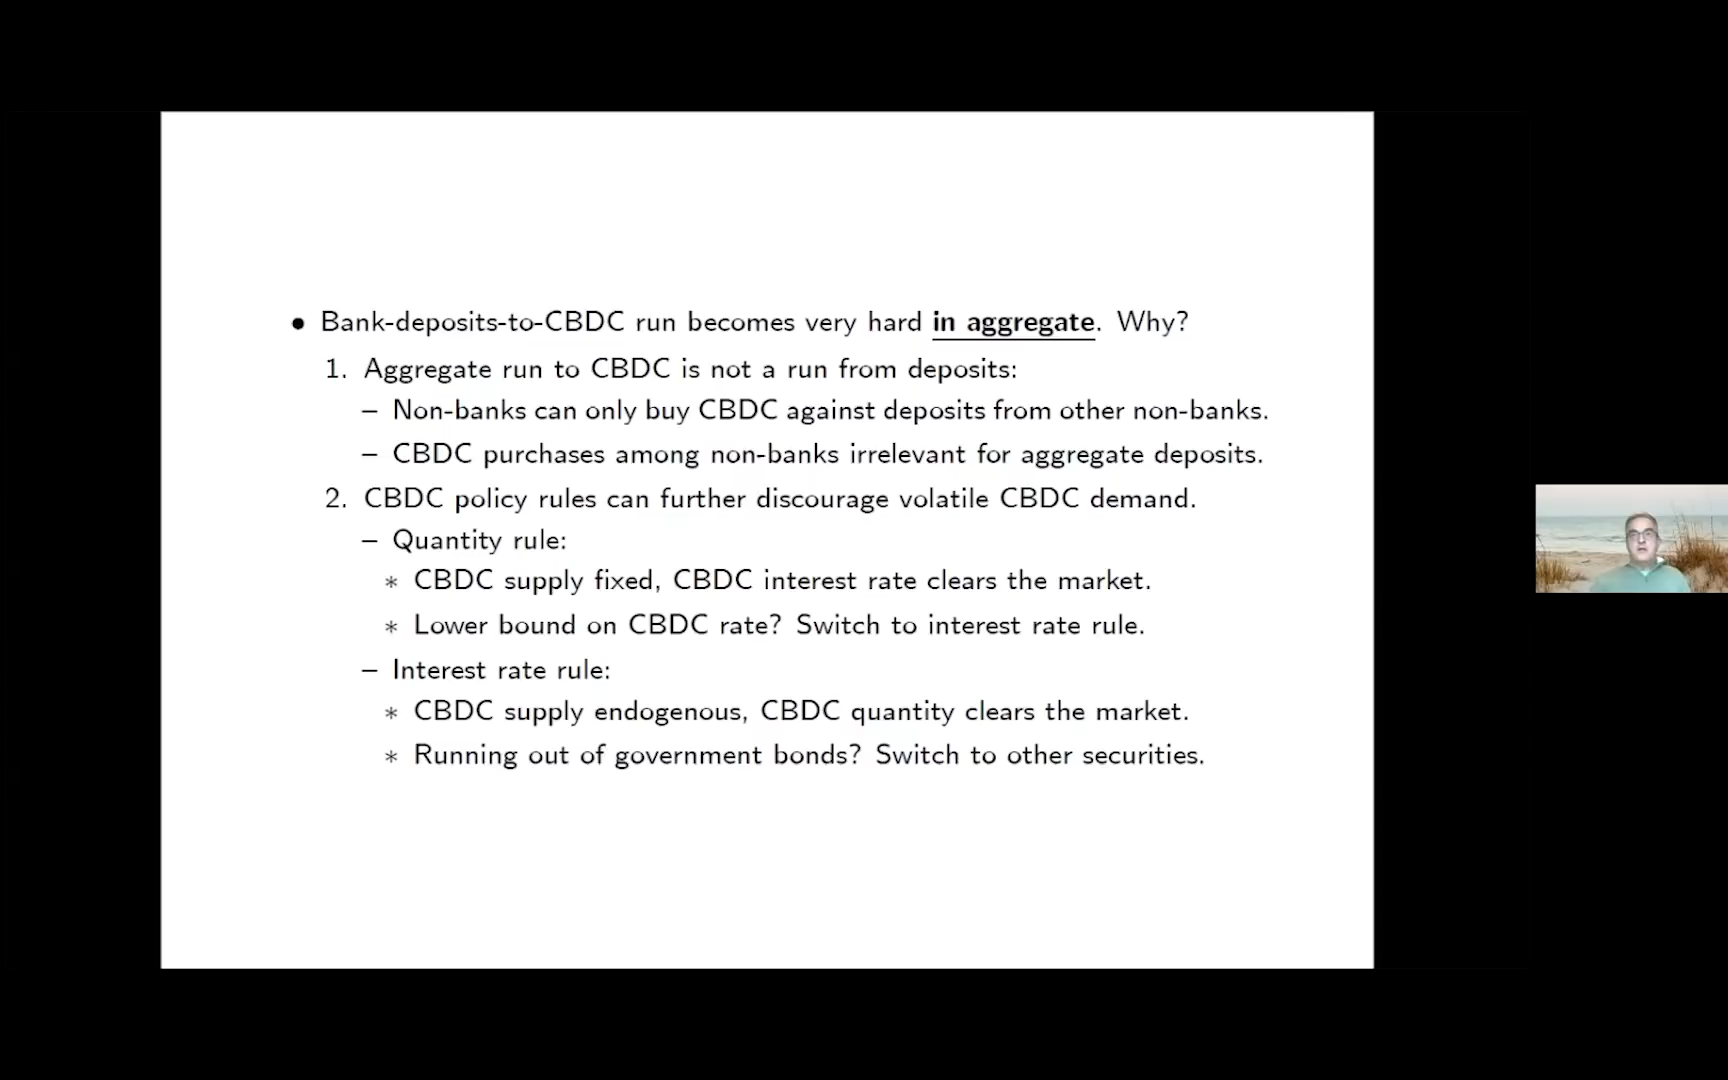 • Bank-deposits-to-CBDC run becomes very hard in aggregate. Why?
1. Aggregate run to CBDC is not a run from deposits:
– Non-banks can only buy CBDC against deposits from other non-banks.
– CBDC purchases among non-banks irrelevant for aggregate deposits.
2. CBDC policy rules can further discourage volatile CBDC demand.
– Quantity rule:
∗ CBDC supply fixed, CBDC interest rate clears the market.
∗ Lower bound on CBDC rate? Switch to interest rate rule.
– Interest rate rule:
∗ CBDC supply endogenous, CBDC quantity clears the market.
∗ Running out of government bonds? Switch to other securities.